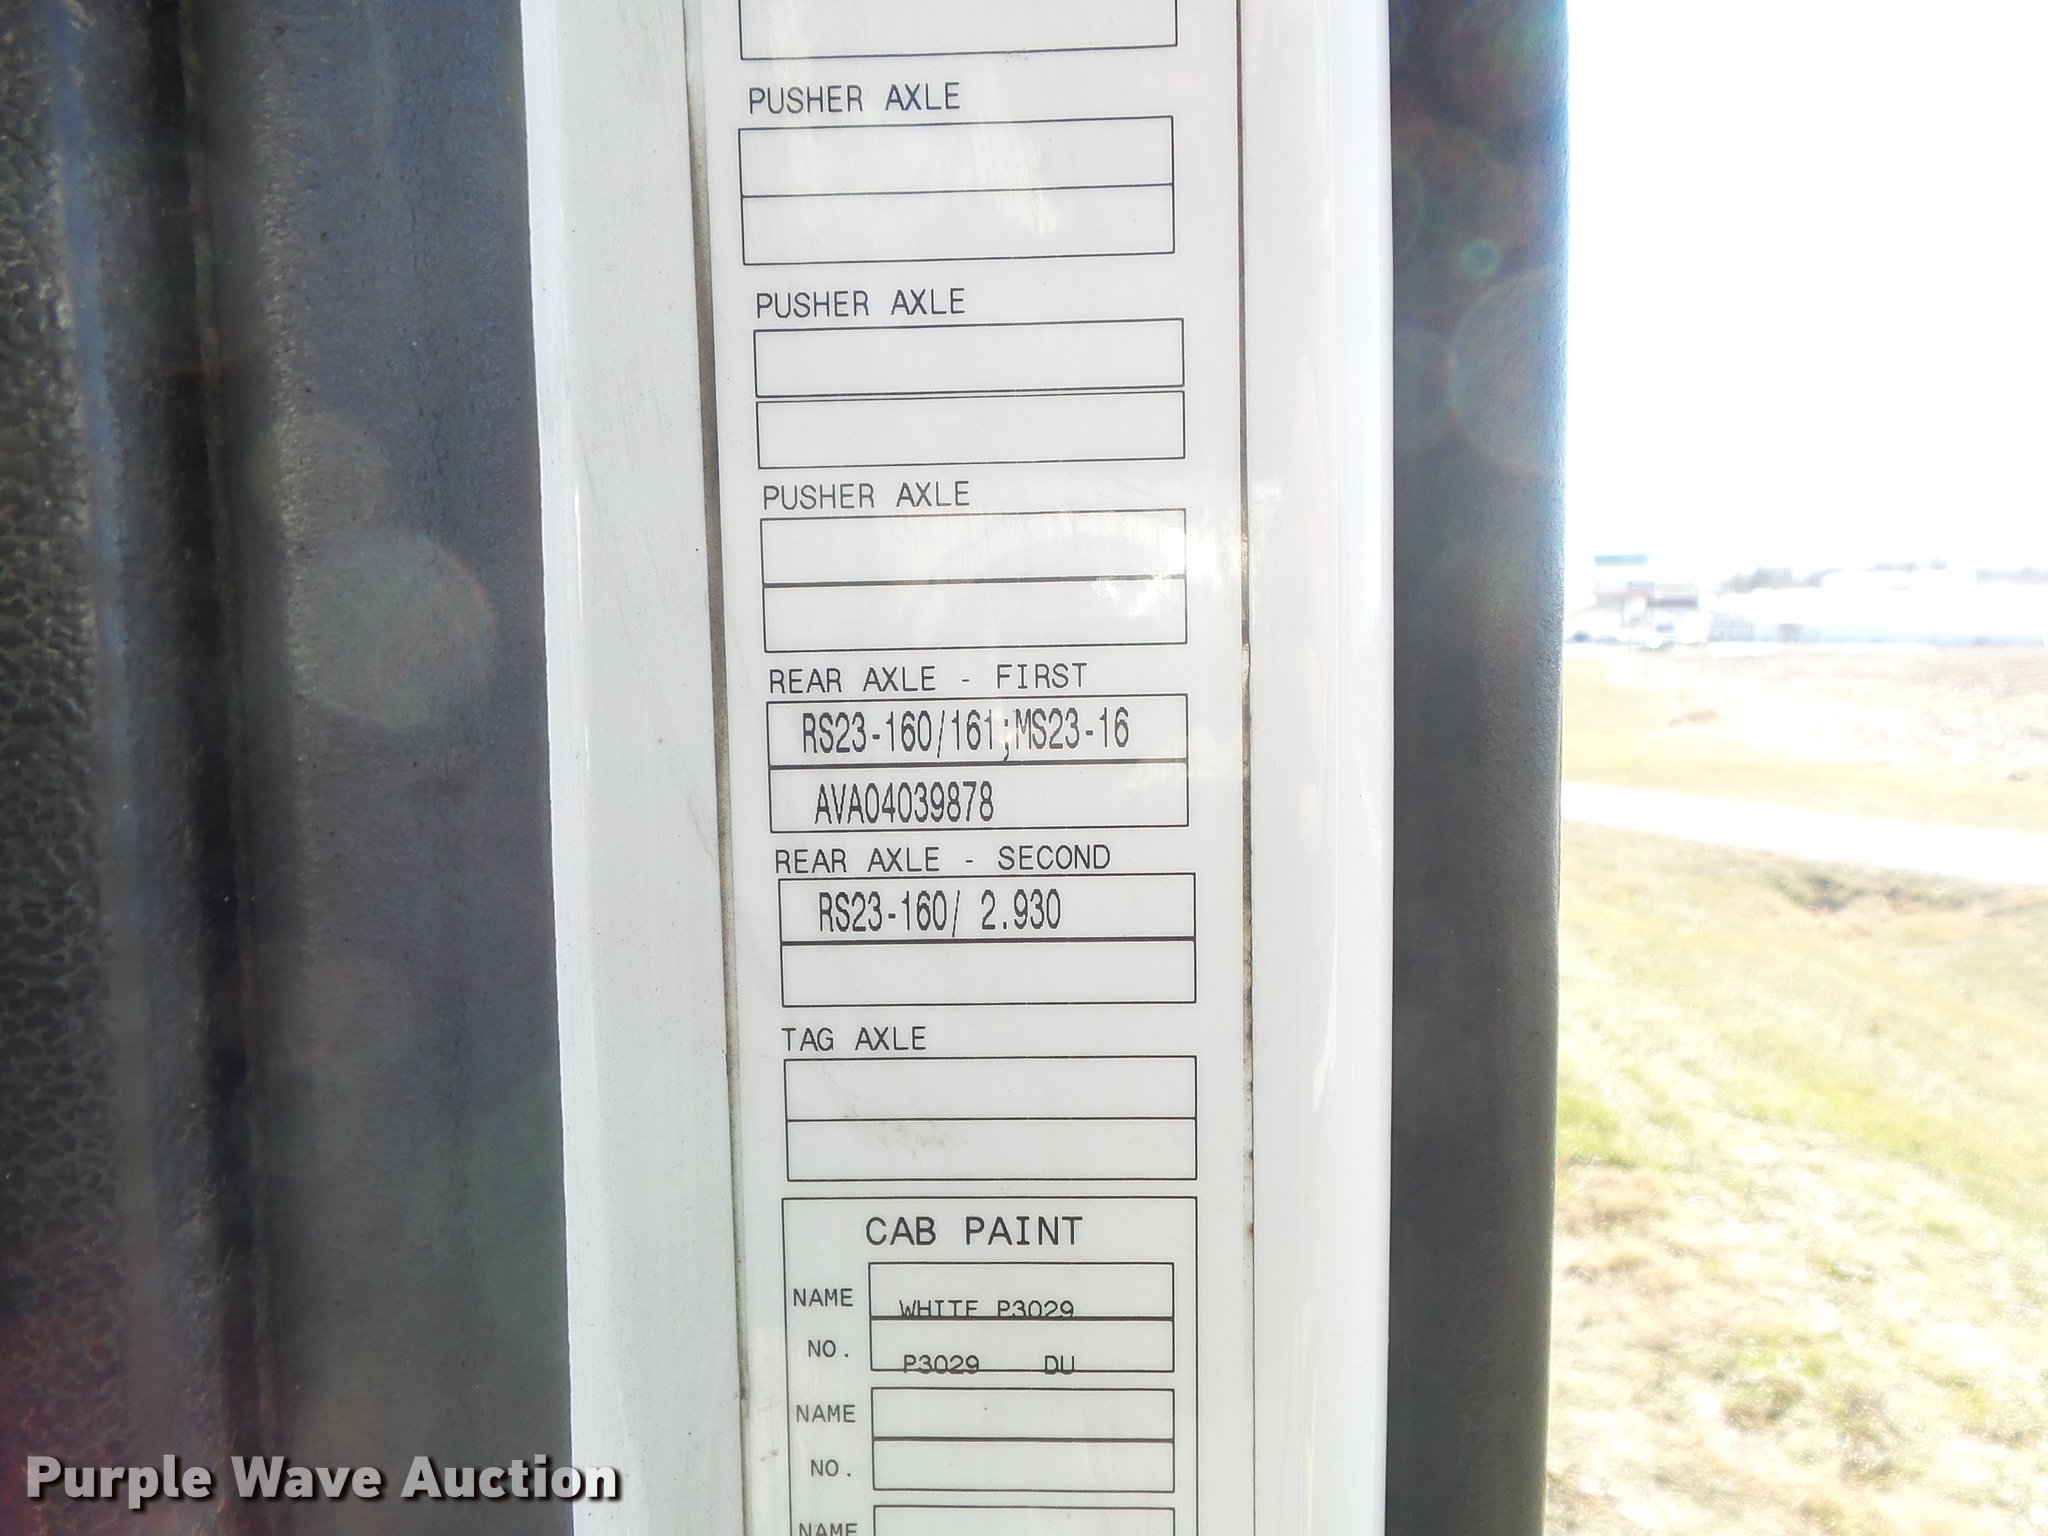 PUSHER AXLE
PUSHER AXLE
PUSHER AXLE
REAR AXLE - FIRST
RS23-160/161;MS23-16
AVA04039878
REAR AXLE - SECOND
RS23-160/ 2.930
TAG AXLE
CAB PAINT
NAME WHITE P3029
NO. P3029 DU
NAME
NO.
NAME
Purple Wave Auction